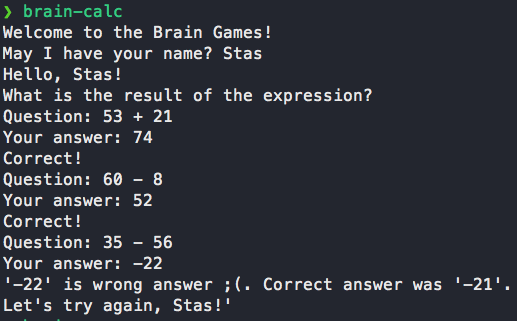 ❯ brain-calc
Welcome to the Brain Games!
May I have your name? Stas
Hello, Stas!
What is the result of the expression?
Question: 53 + 21
Your answer: 74
Correct!
Question: 60 - 8
Your answer: 52
Correct!
Question: 35 - 56
Your answer: -22
'-22' is wrong answer ;(. Correct answer was '-21'.
Let's try again, Stas!'